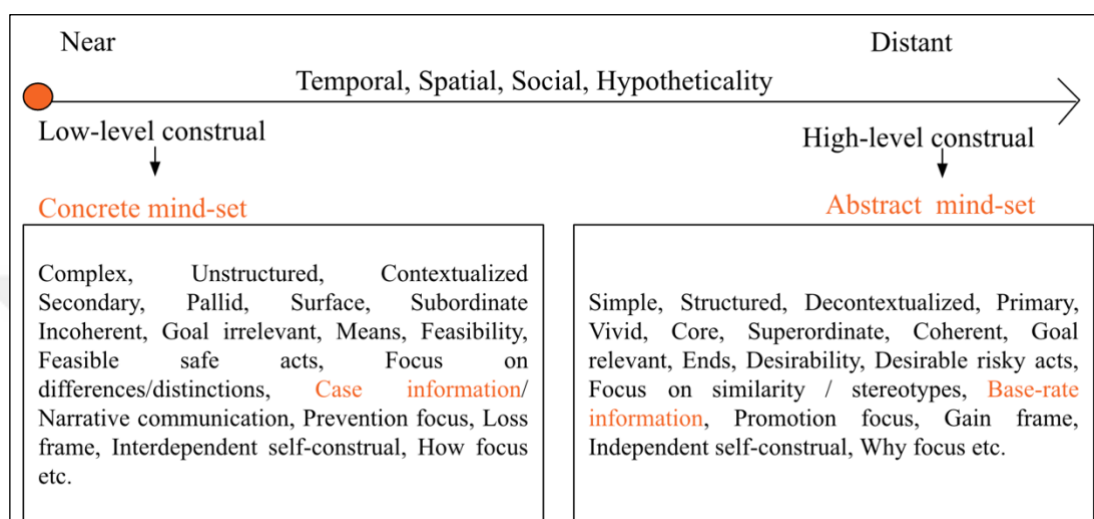 Near
Distant
Temporal, Spatial, Social, Hypotheticality
Low-level construal
High-level construal
Concrete mind-set
Abstract mind-set
Complex, Unstructured, Contextualized
Secondary, Pallid, Surface, Subordinate
Incoherent, Goal irrelevant, Means, Feasibility,
Feasible safe acts, Focus on
differences/distinctions, Case information/
Narrative communication, Prevention focus, Loss
frame, Interdependent self-construal, How focus
etc.
Simple, Structured, Decontextualized, Primary,
Vivid, Core, Superordinate, Coherent, Goal
relevant, Ends, Desirability, Desirable risky acts,
Focus on similarity / stereotypes, Base-rate
information, Promotion focus, Gain frame,
Independent self-construal, Why focus etc.